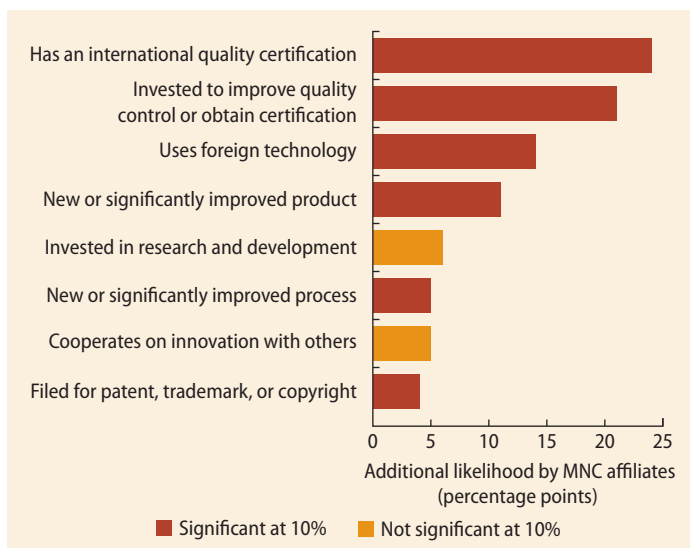 Has an international quality certification
Invested to improve quality
control or obtain certification
Uses foreign technology
New or significantly improved product
Invested in research and development
New or significantly improved process
Cooperates on innovation with others
Filed for patent, trademark, or copyright
0 5 10 15 20 25
Additional likelihood by MNC affiliates
(percentage points)
Significant at 10% Not significant at 10%